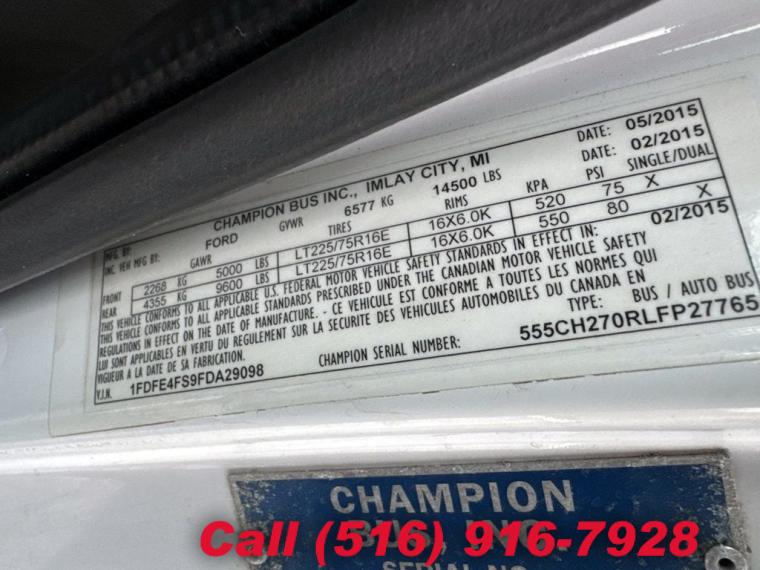 MFG BY: CHAMPION BUS INC., IMLAY CITY, MI DATE: 05/2015
INC. VEH MFG BY: FORD DATE: 02/2015
GVWR 6577 KG 14500 LBS
GAWR TIRES RIMS KPA PSI SINGLE/DUAL
FRONT 2268 KG 5000 LBS LT225/75R16E 16X6.0K 520 75 X
REAR 4355 KG 9600 LBS LT225/75R16E 16X6.0K 550 80 X
THIS VEHICLE CONFORMS TO ALL APPLICABLE U.S. FEDERAL MOTOR VEHICLE SAFETY STANDARDS IN EFFECT IN: 02/2015
THIS VEHICLE CONFORMS TO ALL APPLICABLE STANDARDS PRESCRIBED UNDER THE CANADIAN MOTOR VEHICLE SAFETY
REGULATIONS IN EFFECT ON THE DATE OF MANUFACTURE. - CE VEHICULE EST CONFORME A TOUTES LES NORMES QUI
LUI SONT APPLICABLES EN VERTU DU REGULEMENT SUR LA SECURITE DES VEHICULES AUTOMOBILES DU CANADA EN
VIGUEUR A LA DATE DE SA FABRICATION. TYPE: BUS / AUTO BUS
V.I.N. 1FDFE4FS9FDA29098 CHAMPION SERIAL NUMBER: 555CH270RLFP27765
CHAMPION
BUS, INC.
Call (516) 916-7928
SERIAL NO.